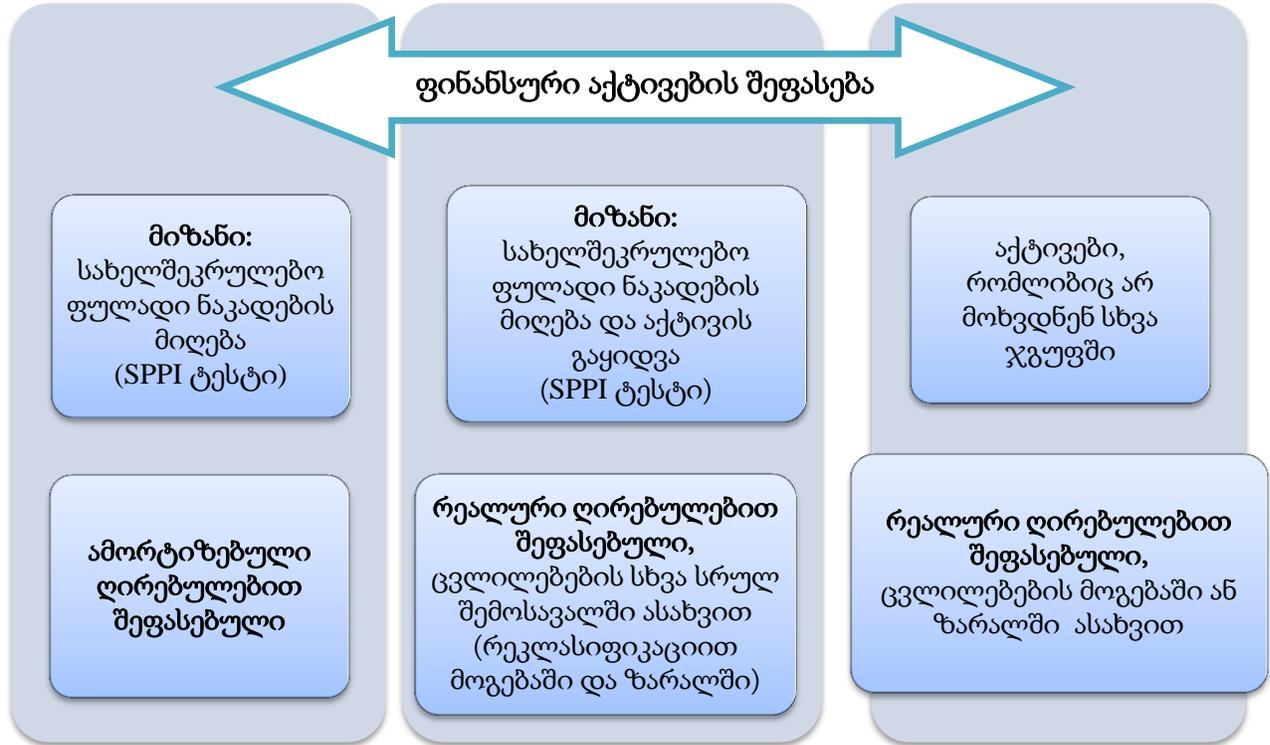 ფინანსური აქტივების შეფასება
მიზანი:
სახელშეკრულებო
ფულადი ნაკადების
მიღება
(SPPI ტესტი)
მიზანი:
სახელშეკრულებო
ფულადი ნაკადების
მიღება და აქტივის
გაყიდვა
(SPPI ტესტი)
აქტივები,
რომლიბიც არ
მოხვდნენ სხვა
ჯგუფში
ამორტიზებული
ღირებულებით
შეფასებული
რეალური ღირებულებით
შეფასებული,
ცვლილებების სხვა სრულ
შემოსავალში ასახვით
(რეკლასიფიკაციით
მოგებაში და ზარალში)
რეალური ღირებულებით
შეფასებული,
ცვლილებების მოგებაში ან
ზარალში ასახვით